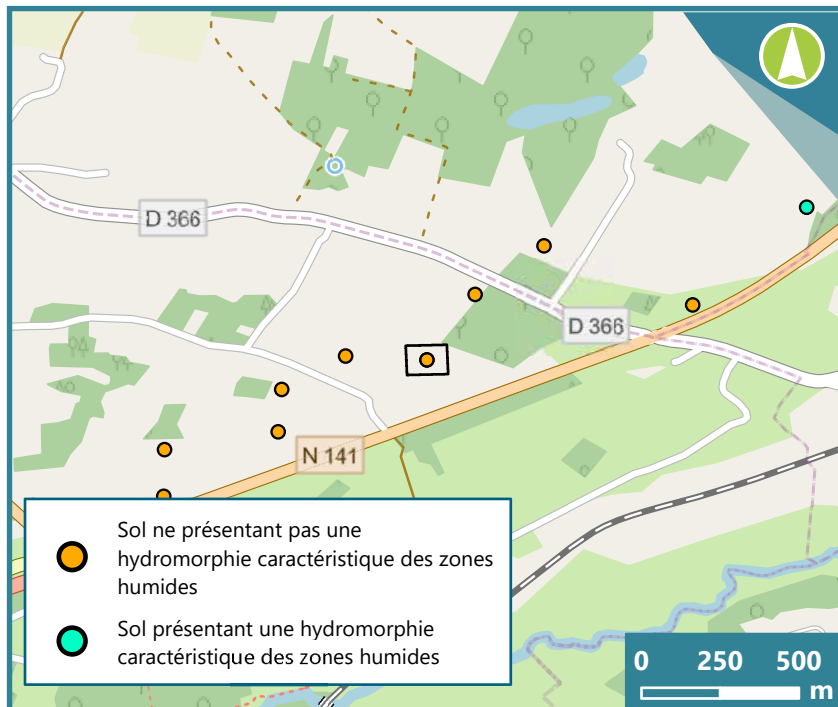 D 366
D 366
N 141
Sol ne présentant pas une
hydromorphie caractéristique des zones
humides
Sol présentant une hydromorphie
caractéristique des zones humides
0 250 500
m